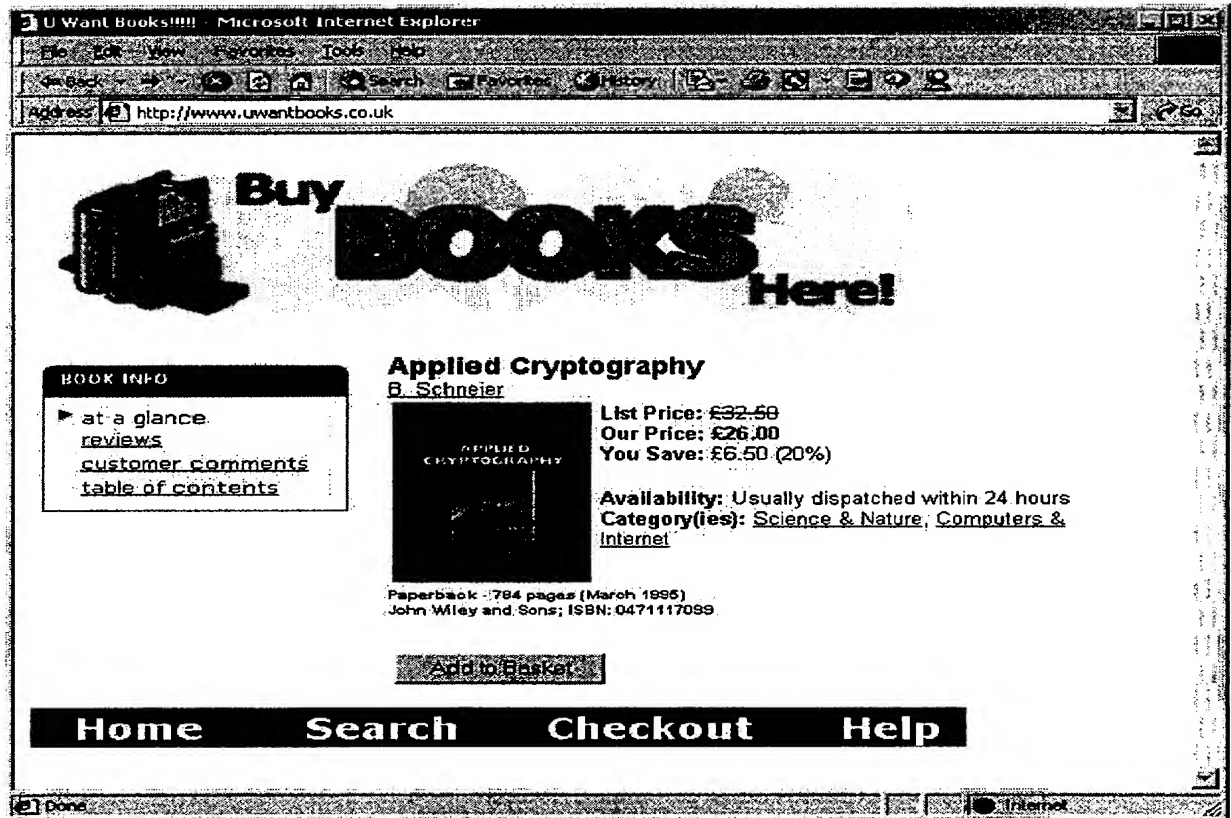 U Want Books!!!!! - Microsoft Internet Explorer
File Edit View Favorites Tools Help
Back Search Favorites History
Address http://www.uwantbooks.co.uk Go
Buy
BOOKS
Here!
BOOK INFO
at a glance
reviews
customer comments
table of contents
Applied Cryptography
B. Schneier
APPLIED
CRYPTOGRAPHY
List Price: £32.50
Our Price: £26.00
You Save: £6.50 (20%)
Availability: Usually dispatched within 24 hours
Category(ies): Science & Nature, Computers &
Internet
Paperback - 784 pages (March 1995)
John Wiley and Sons; ISBN: 0471117099
Add to Basket
Home Search Checkout Help
Done Internet